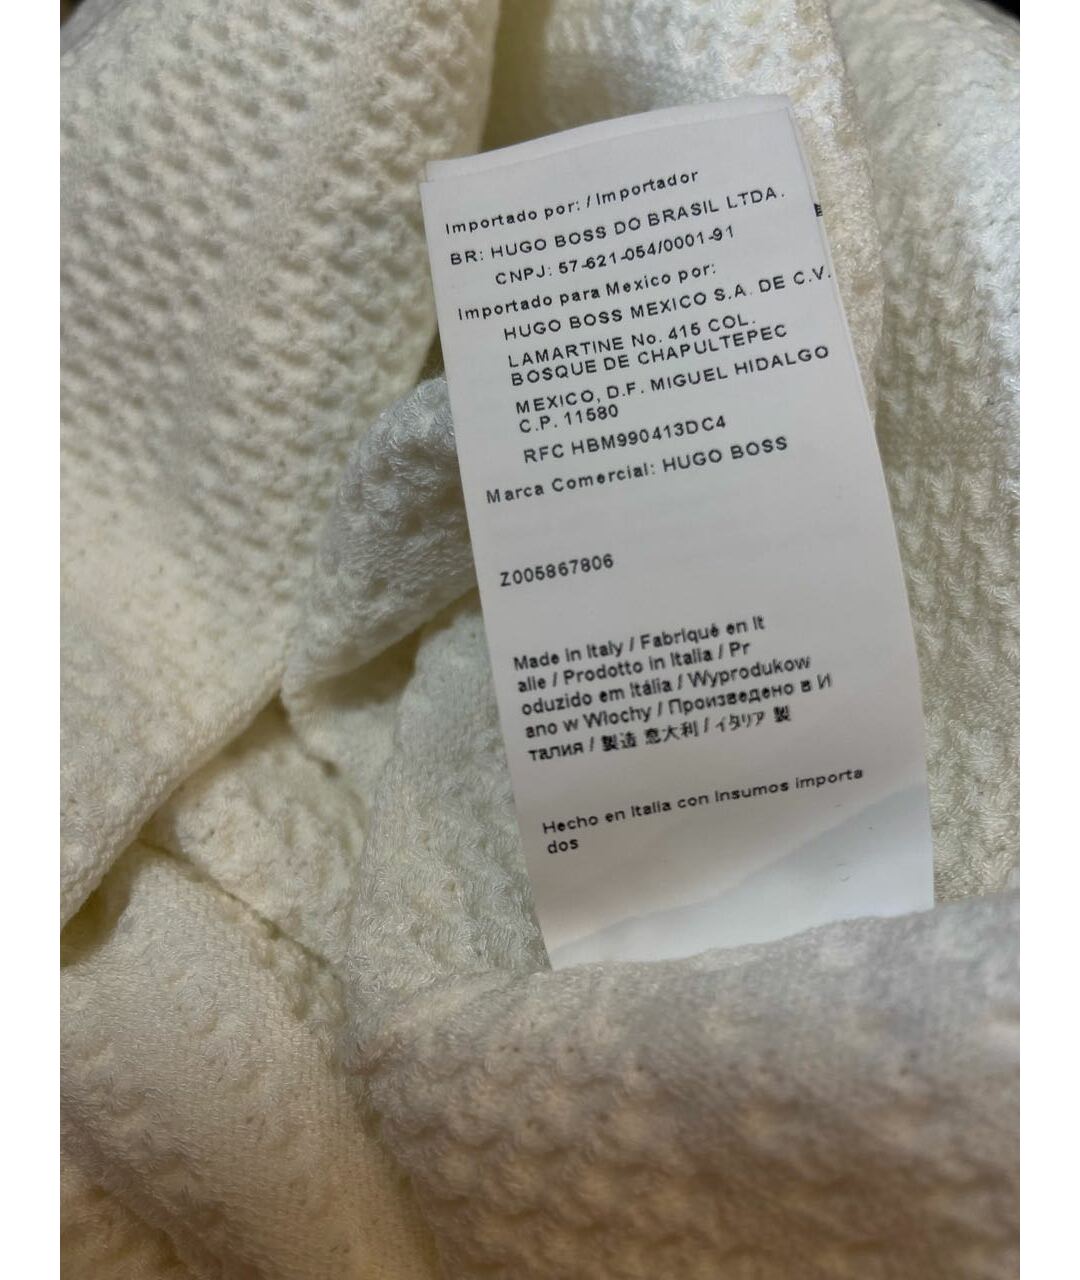 Importado por: / Importador
BR: HUGO BOSS DO BRASIL LTDA.
CNPJ: 57-621-054/0001-91
Importado para Mexico por:
HUGO BOSS MEXICO S.A. DE C.V.
LAMARTINE No. 415 COL.
BOSQUE DE CHAPULTEPEC
MEXICO, D.F. MIGUEL HIDALGO
C.P. 11580
RFC HBM990413DC4
Marca Comercial: HUGO BOSS
Z005867806
Made in Italy / Fabriqué en It
alie / Prodotto in Italia / Pr
oduzido em Itália / Wyprodukow
ano w Włochy / Произведено в И
талия / 製造 意大利 / イタリア 製
Hecho en Italia con insumos importa
dos